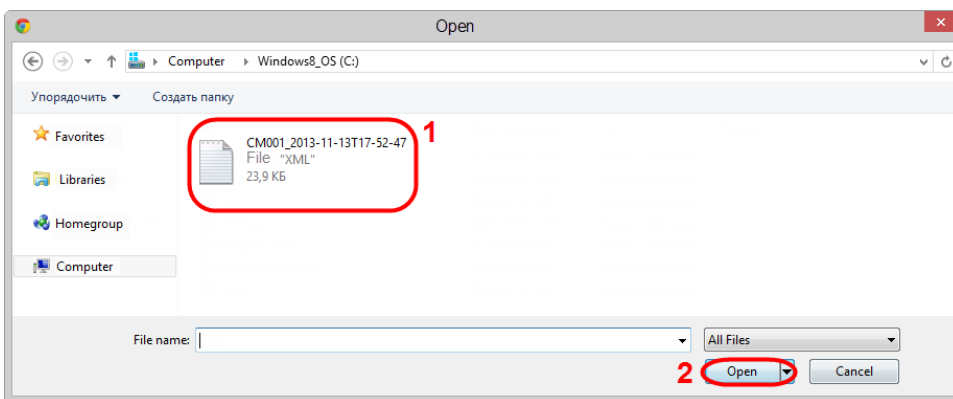 Open
Computer Windows8_OS (C:)
Упорядочить Создать папку
Favorites
Libraries
Homegroup
Computer
CM001_2013-11-13T17-52-47
File "XML"
23,9 КБ
1
File name:
All Files
2
Open
Cancel